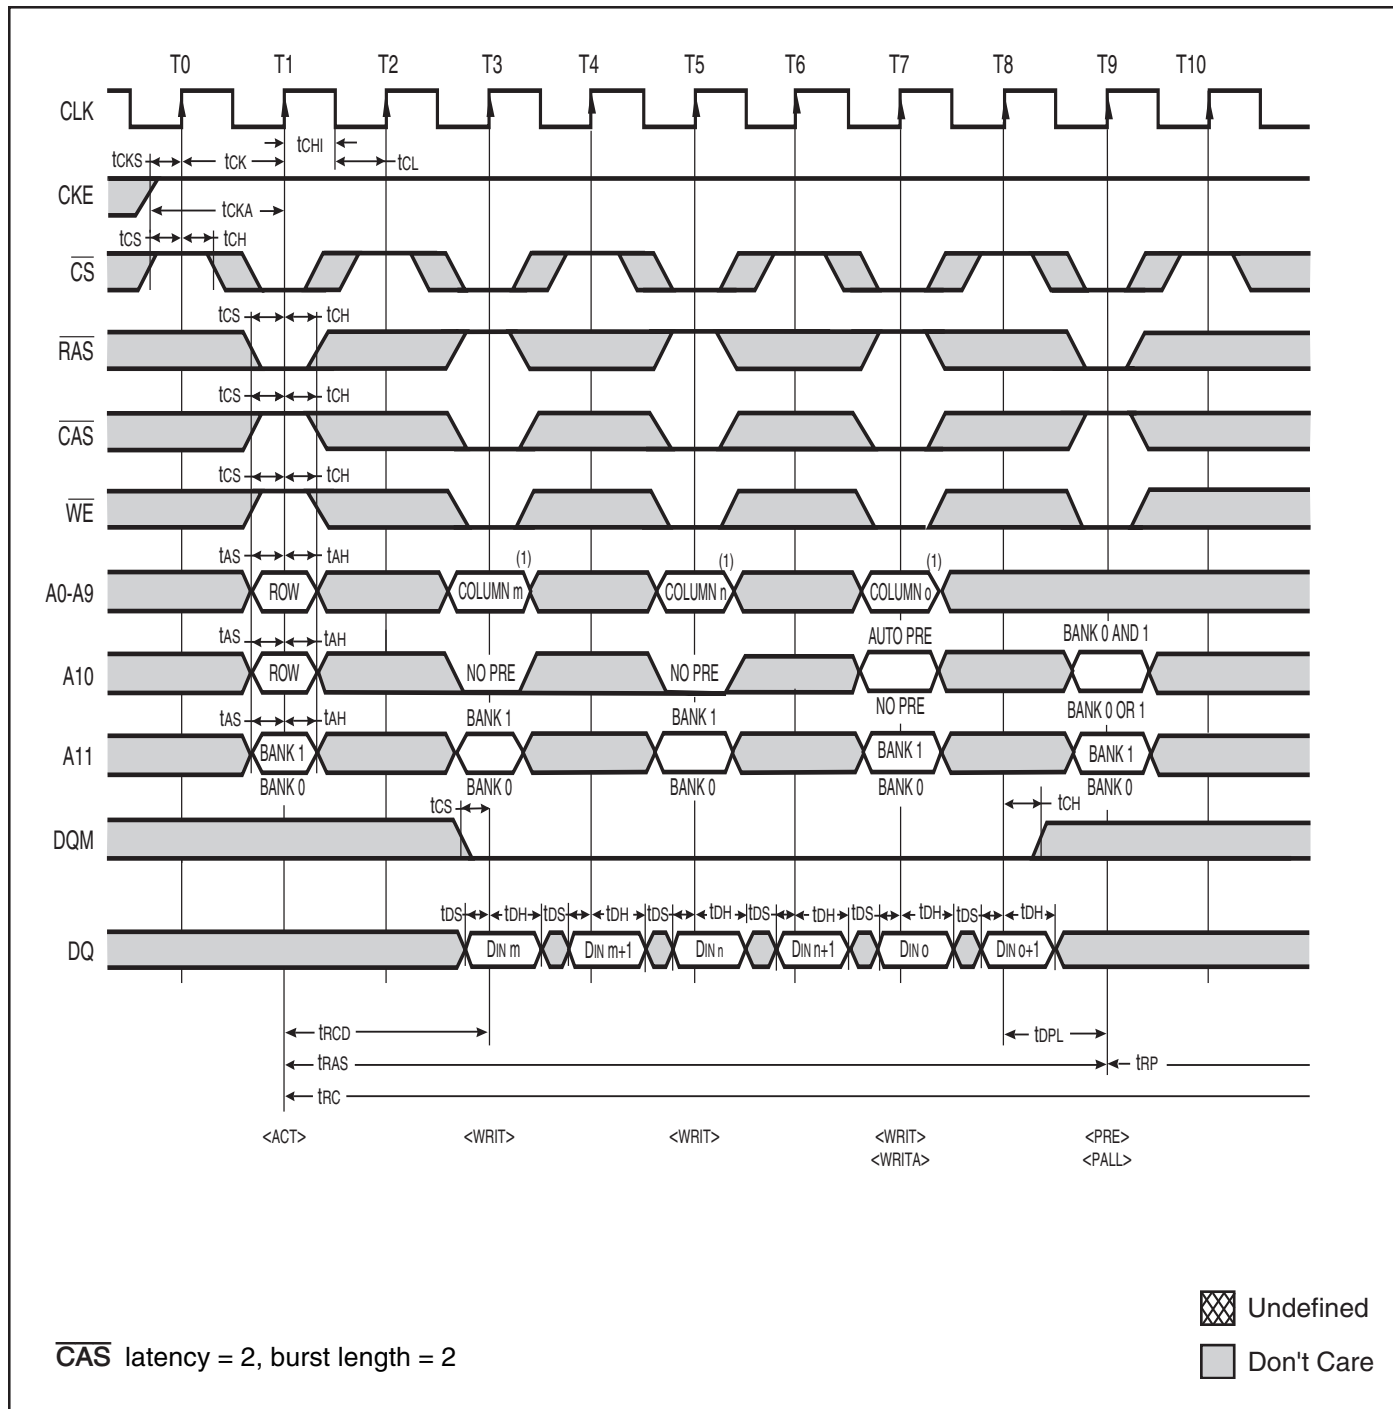 T0 T1 T2 T3 T4 T5 T6 T7 T8 T9 T10
CLK
tCHI
tCKS tCK tCL
CKE
tCKA
tCS tCH
CS
tCS tCH
RAS
tCS tCH
CAS
tCS tCH
WE
tAS tAH (1) (1) (1)
A0-A9 ROW COLUMN m COLUMN n COLUMN o
tAS tAH AUTO PRE BANK 0 AND 1
A10 ROW NO PRE NO PRE
NO PRE BANK 0 OR 1
tAS tAH BANK 1 BANK 1
A11 BANK 1 BANK 1 BANK 1
BANK 0 BANK 0 BANK 0 BANK 0 BANK 0
tCS tCH
DQM
tDS tDH tDS tDH tDS tDH tDS tDH tDS tDH tDS tDH
DQ DIN m DIN m+1 DIN n DIN n+1 DIN o DIN o+1
tRCD tDPL
tRAS tRP
tRC
<ACT> <WRIT> <WRIT> <WRIT> <PRE>
<WRITA> <PALL>
Undefined
CAS latency = 2, burst length = 2
Don't Care